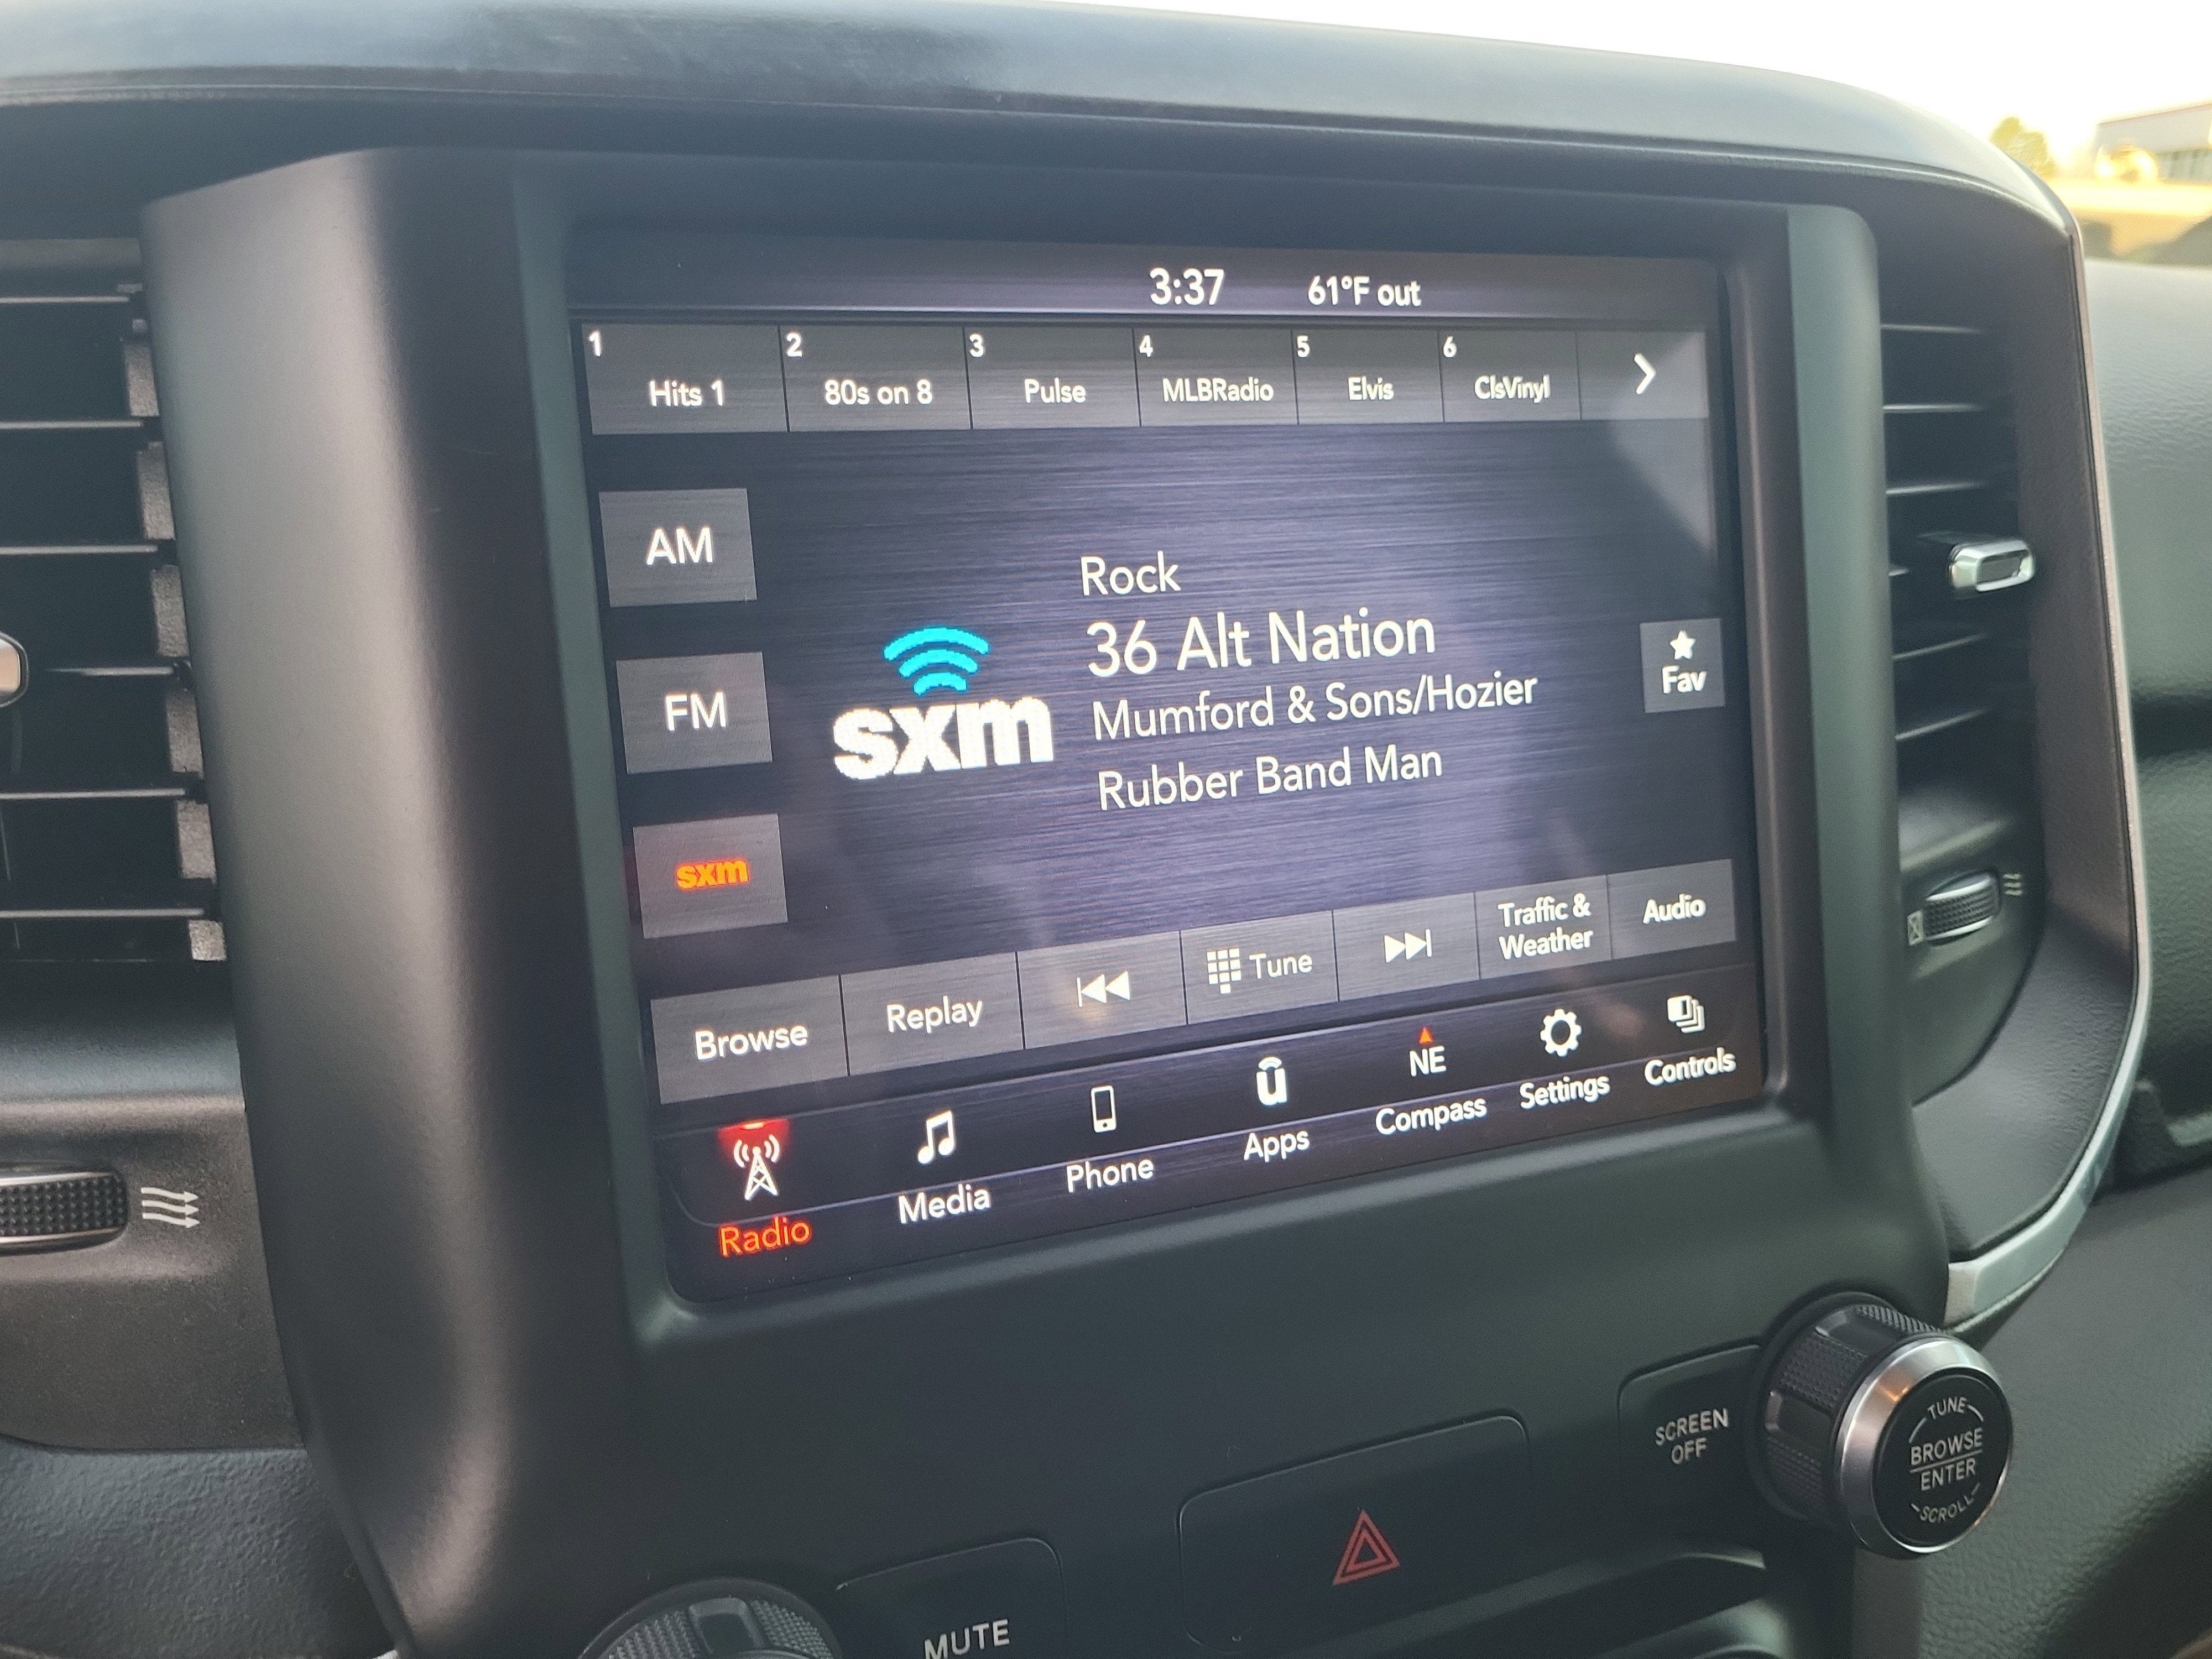 3:37 61°F out
1 2 3 4 5 6
Hits 1 80s on 8 Pulse MLBRadio Elvis ClsVinyl
AM
Rock
36 Alt Nation
Mumford & Sons/Hozier
Rubber Band Man
sxm
FM
Fav
sxm
Browse Replay Tune Traffic &
Weather Audio
NE
Radio Media Phone Apps Compass Settings Controls
SCREEN
OFF
TUNE
BROWSE
ENTER
SCROLL
MUTE